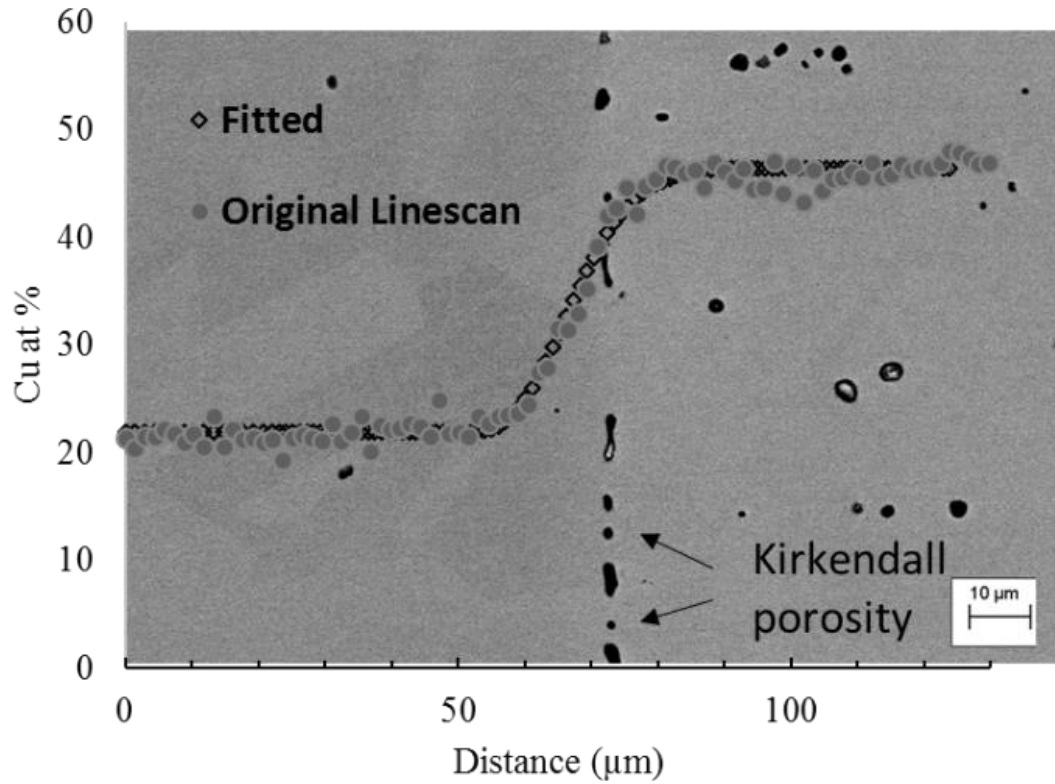 60
50
40
30
20
10
0
Cu at %
Fitted
Original Linescan
Kirkendall
porosity
10 µm
0
50
100
Distance (µm)